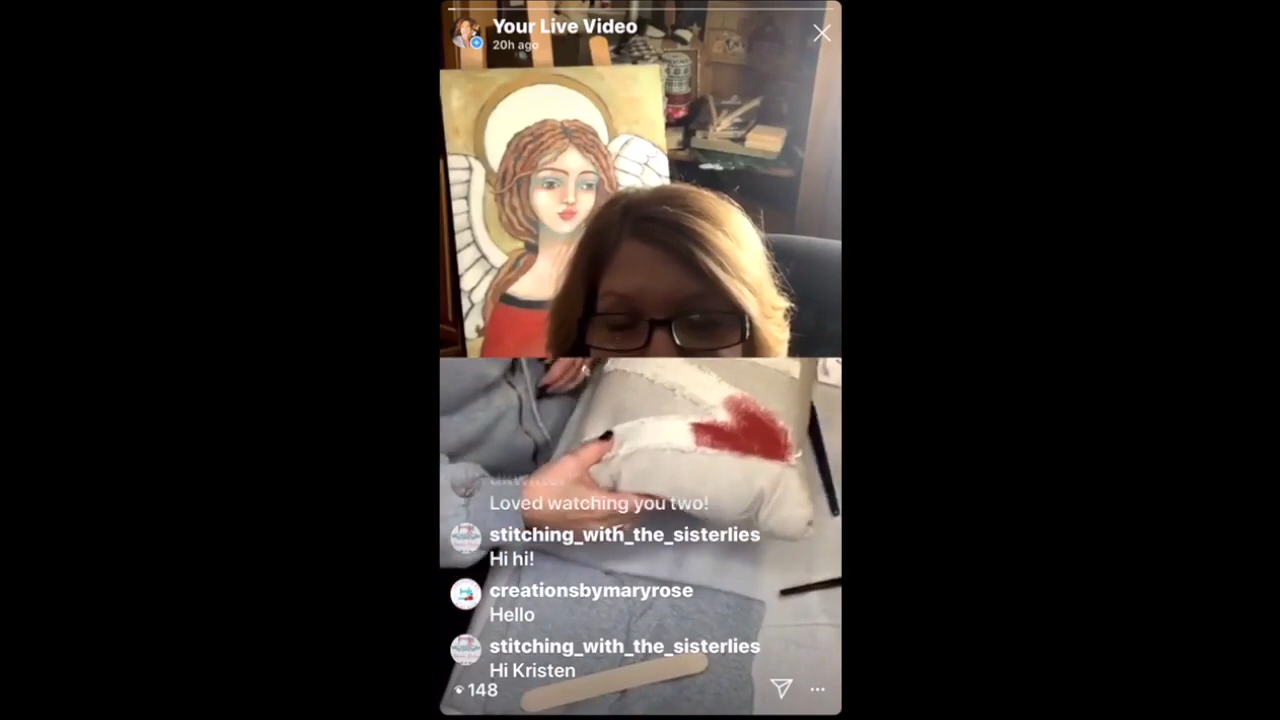 Your Live Video
20h ago
Loved watching you two!
stitching_with_the_sisterlies
Hi hi!
creationsbymaryrose
Hello
stitching_with_the_sisterlies
Hi Kristen
148